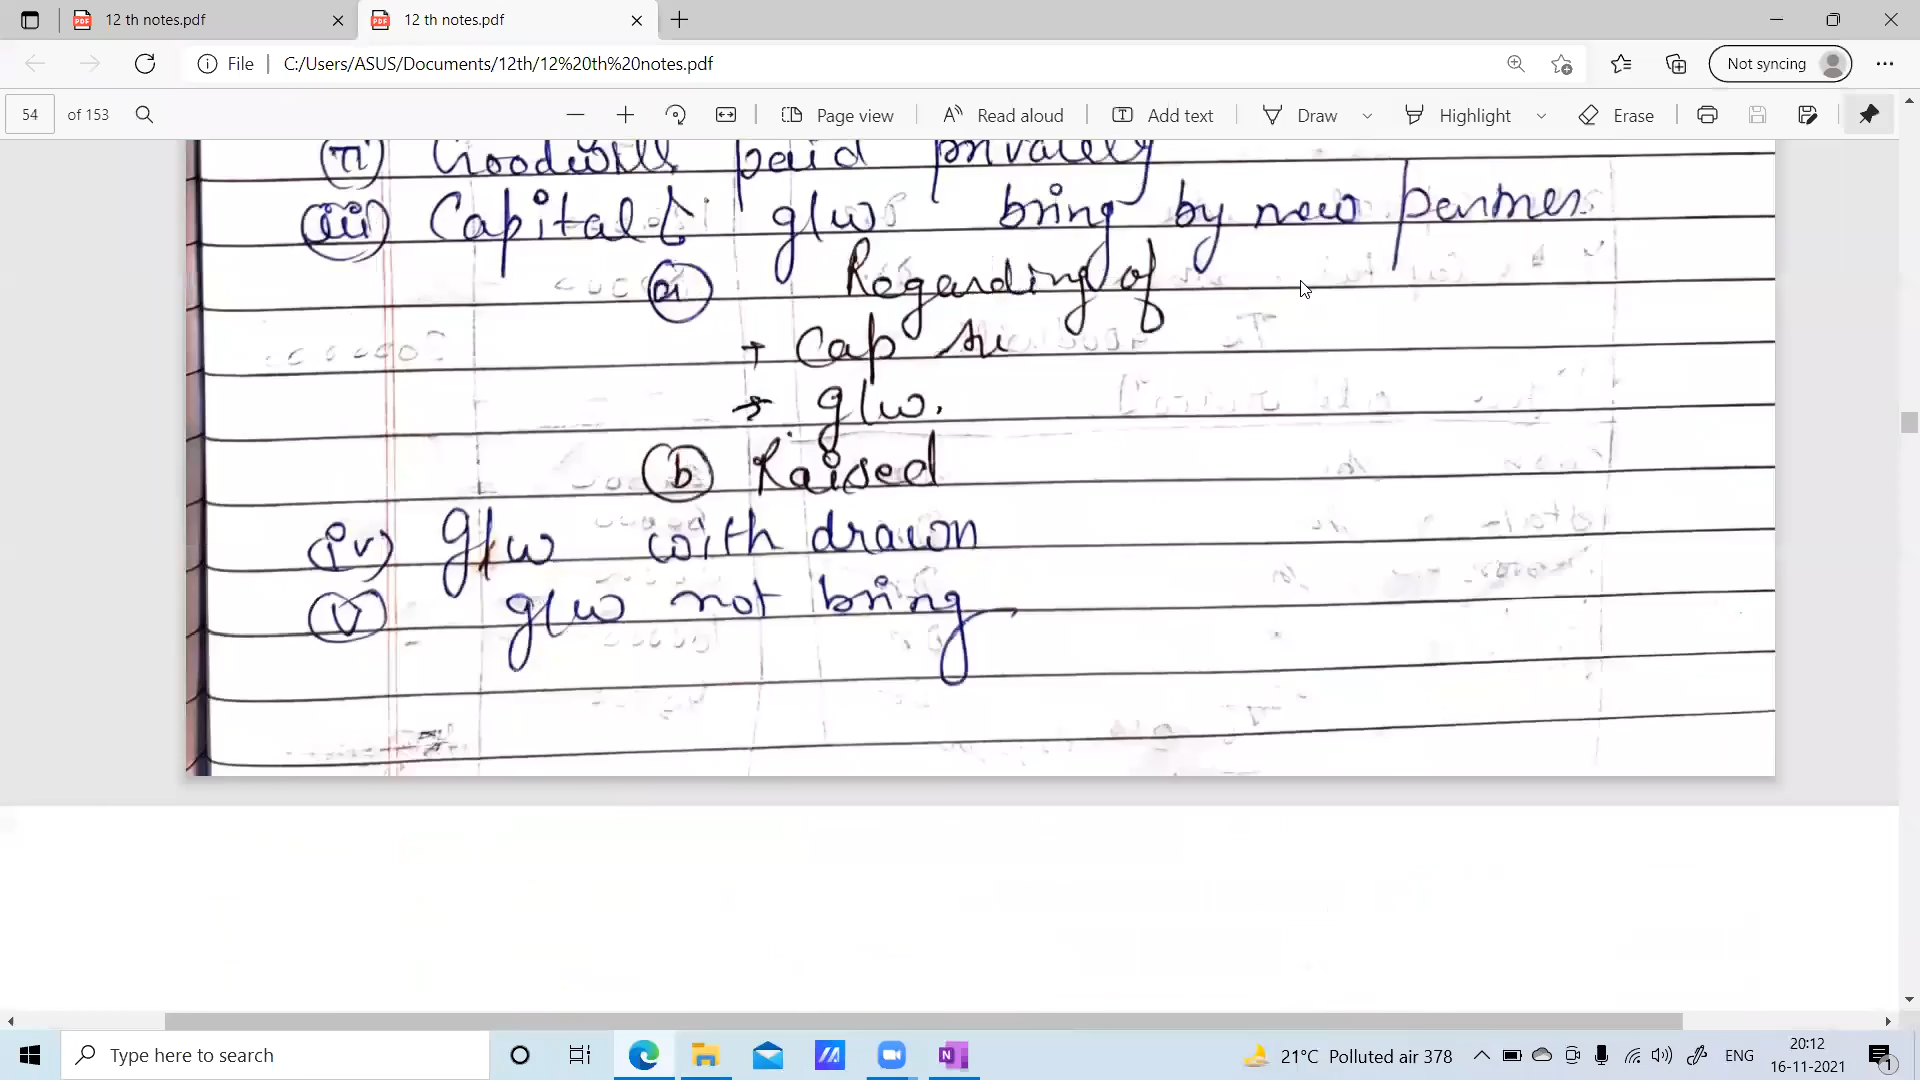 12 th notes.pdf
12 th notes.pdf
File
C:/Users/ASUS/Documents/12th/12%20th%20notes.pdf
Not syncing
54 of 153
Page view
Read aloud
Add text
Draw
Highlight
Erase
Goodwill paid privately
(iii) Capital & g/w bring by new
(a) Regarding of
→ Cap
→ g/w.
(b) Raised
(iv) G/w with drawn
(v) g/w not bring
Type here to search
21°C Polluted air 378
ENG
20:12
16-11-2021
1